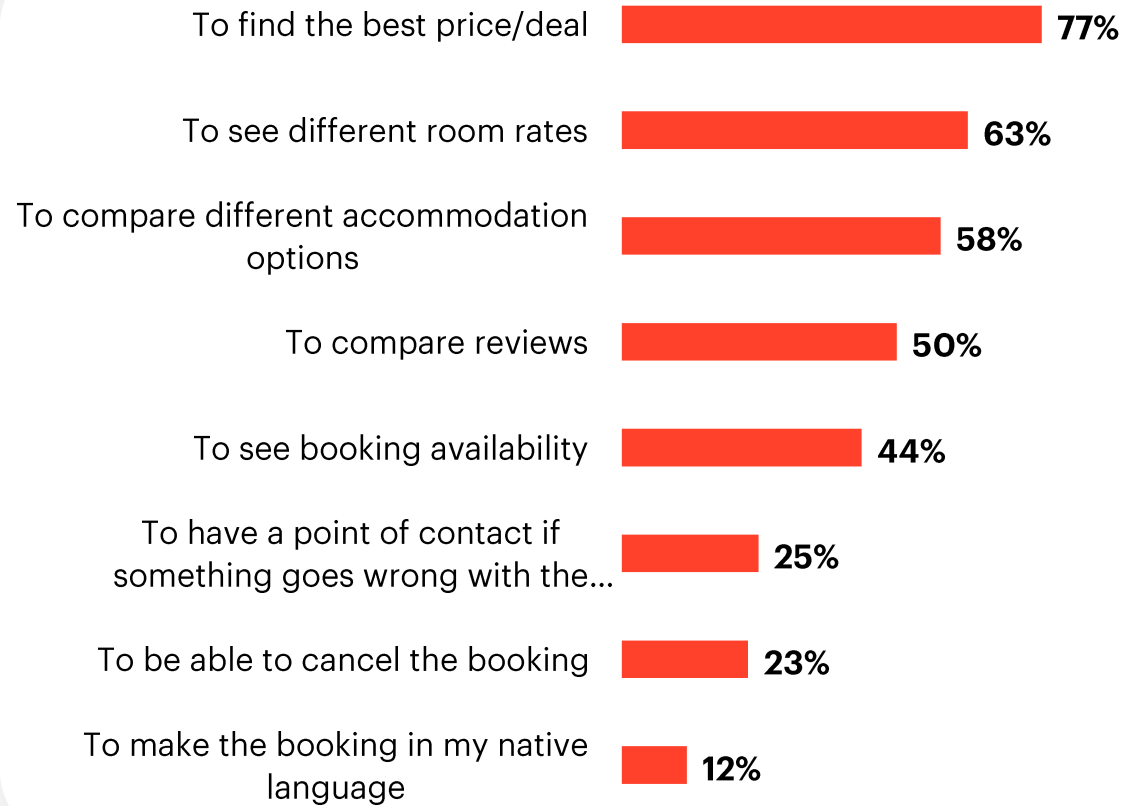 To find the best price/deal 77%
To see different room rates 63%
To compare different accommodation
options 58%
To compare reviews 50%
To see booking availability 44%
To have a point of contact if
something goes wrong with the... 25%
To be able to cancel the booking 23%
To make the booking in my native
language 12%